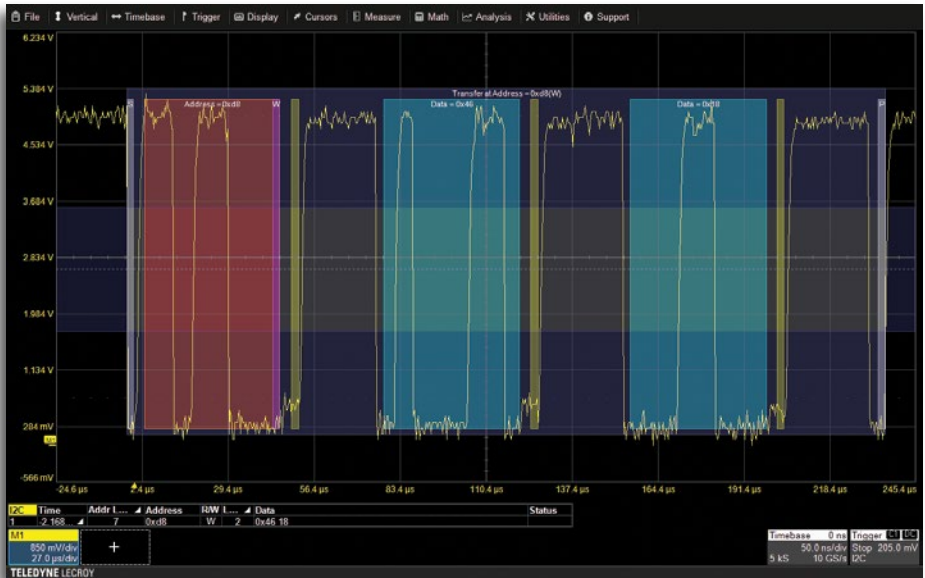 File Vertical Timebase Trigger Display Cursors Measure Math Analysis Utilities Support
6.234 V
5.384 V
Transfer at Address = 0xd8(W)
S Address = 0xd8 W Data = 0x46 Data = 0x18 P
4.534 V
3.684 V
2.834 V
1.984 V
1.134 V
284 mV
M1
-566 mV
-24.6 µs 2.4 µs 29.4 µs 56.4 µs 83.4 µs 110.4 µs 137.4 µs 164.4 µs 191.4 µs 218.4 µs 245.4 µs
I2C Time Addr L... Address R/W L... Data Status
1 -2.168... 7 0xd8 W 2 0x46 18
M1
850 mV/div
27.0 µs/div
+
Timebase 0 ns Trigger C1 DC
50.0 ns/div Stop 205.0 mV
5 kS 10 GS/s I2C
TELEDYNE LECROY